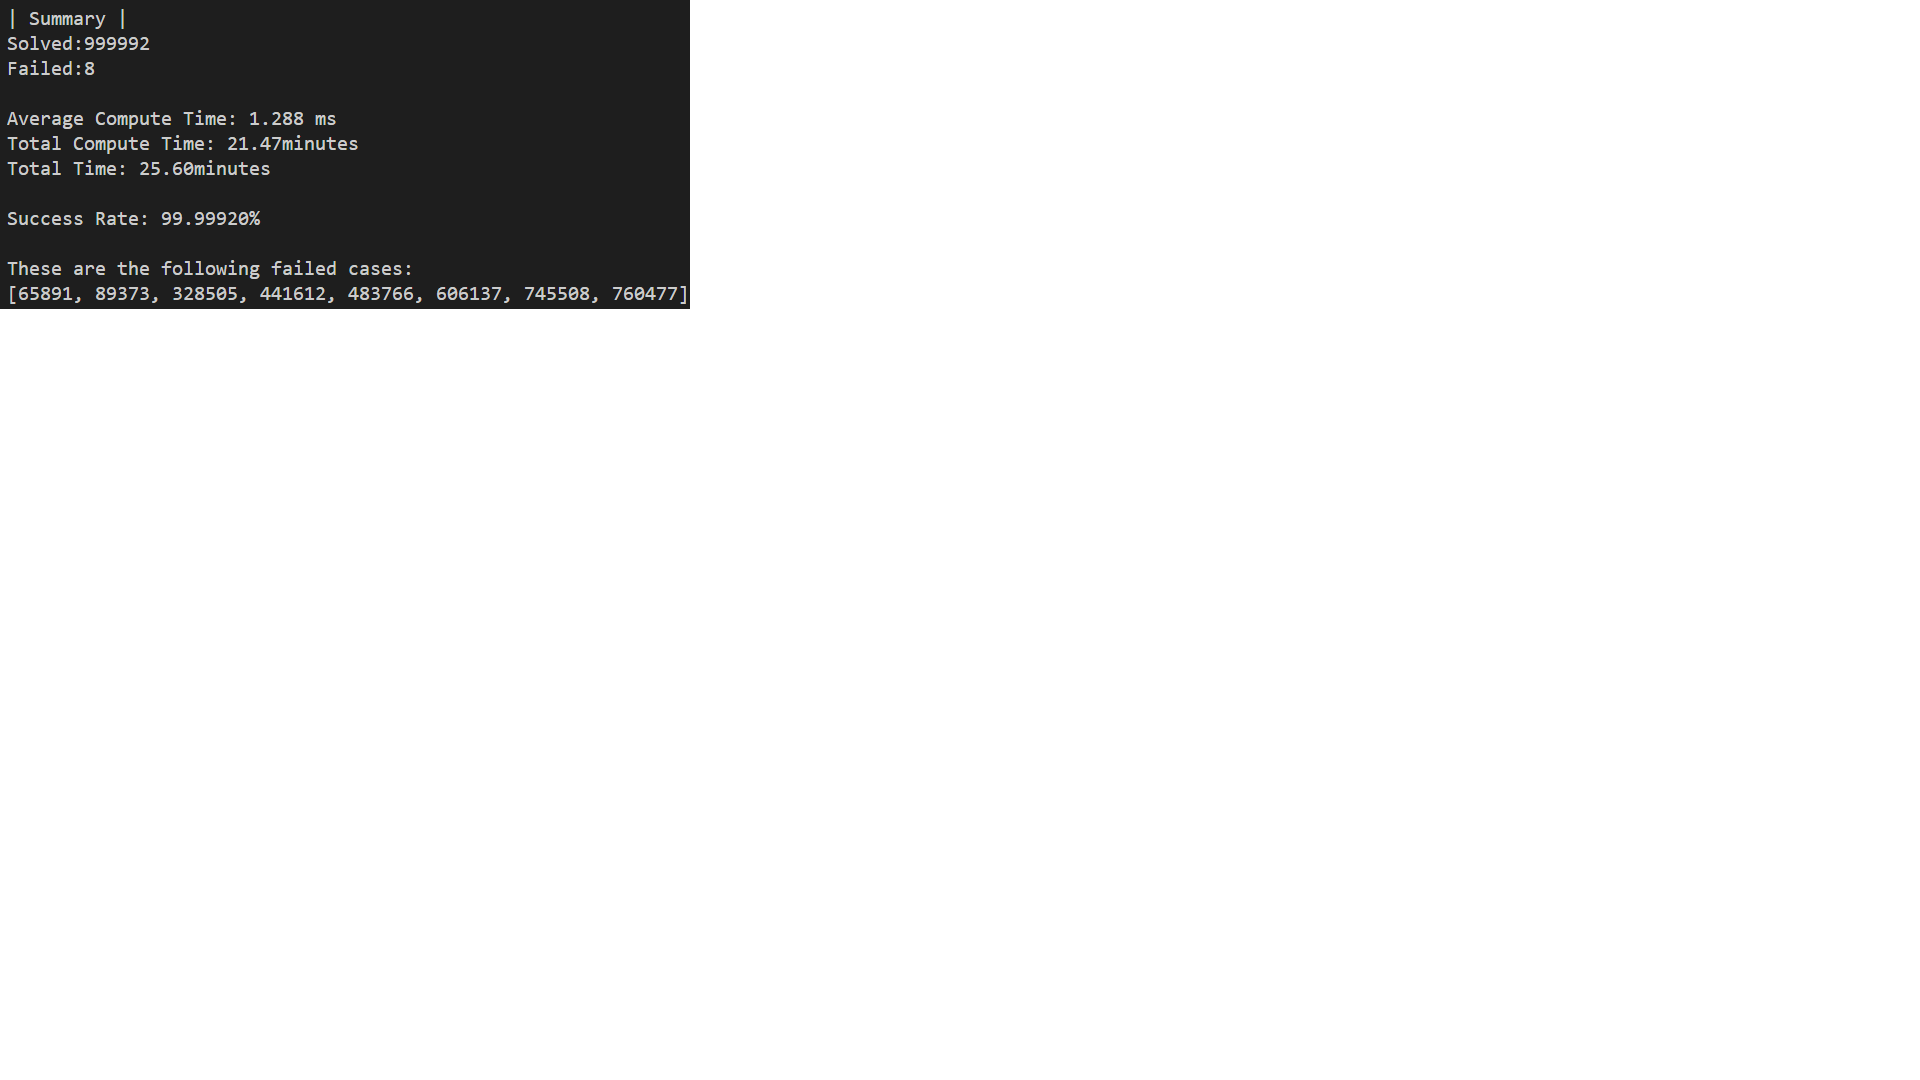 | Summary |
Solved:999992
Failed:8
Average Compute Time: 1.288 ms
Total Compute Time: 21.47minutes
Total Time: 25.60minutes
Success Rate: 99.99920%
These are the following failed cases:
[65891, 89373, 328505, 441612, 483766, 606137, 745508, 760477]